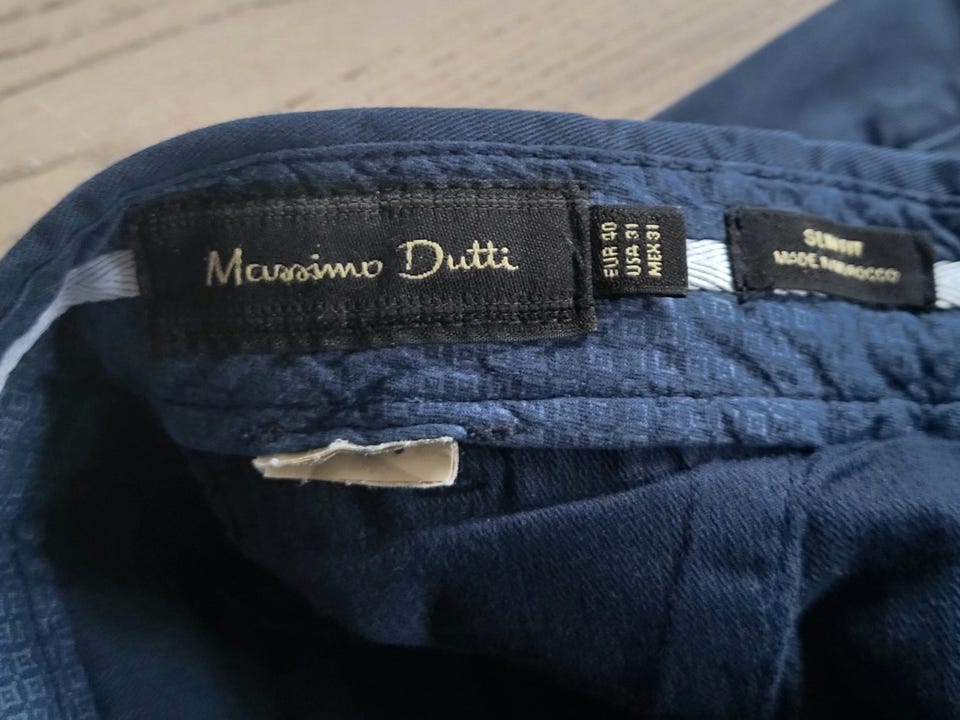 Massimo Dutti
EUR 40
USA 31
MEX 31
SLIM FIT
MADE IN MOROCCO